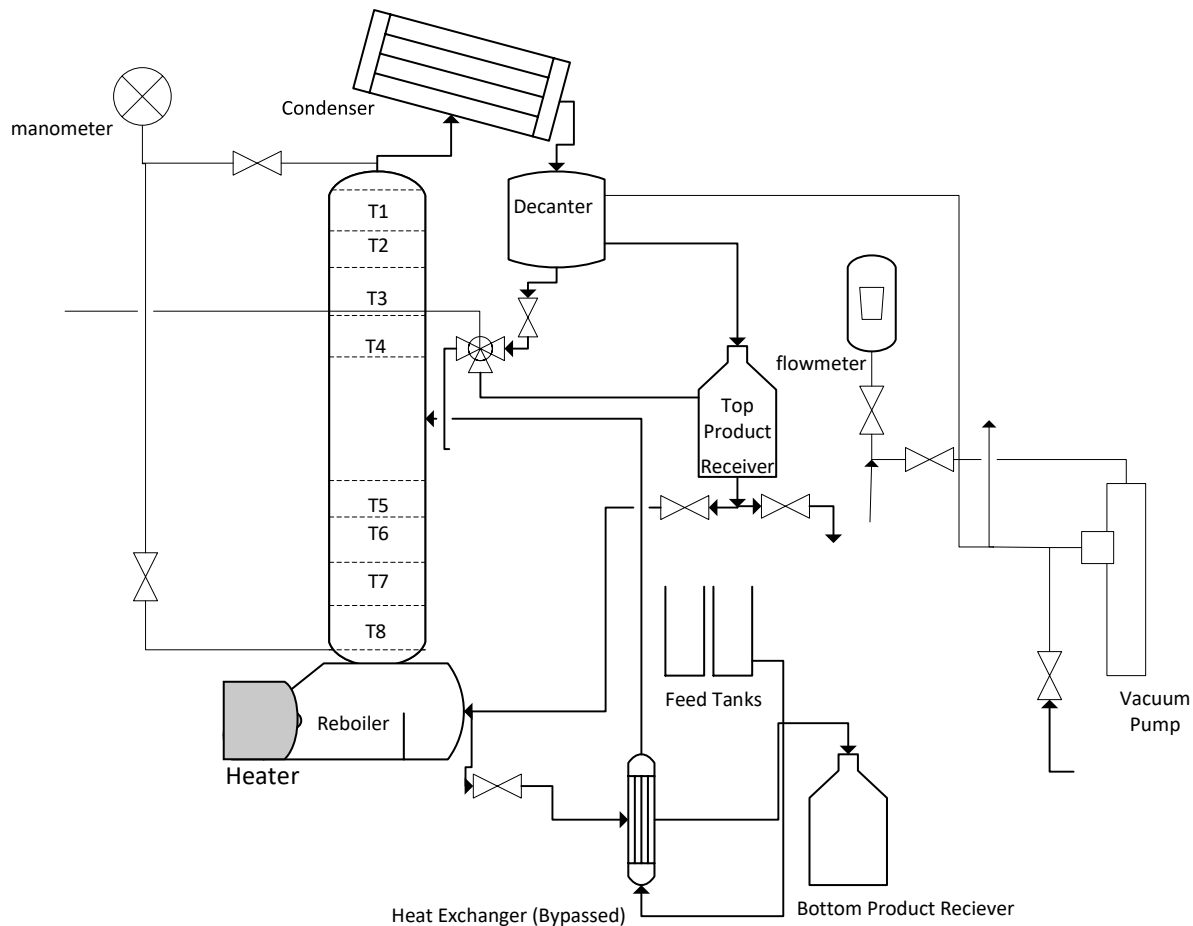 Condenser
manometer
Decanter
T1
T2
T3
T4
flowmeter
Top
Product
Receiver
T5
T6
T7
T8
Feed Tanks
Vacuum
Pump
Reboiler
Heater
Heat Exchanger (Bypassed)
Bottom Product Reciever